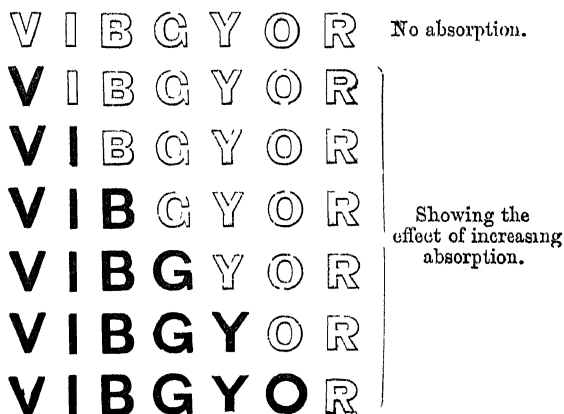 V I B G Y O R No absorption.
V I B G Y O R
V I B G Y O R
V I B G Y O R
Showing the
effect of increasing
absorption.
V I B G Y O R
V I B G Y O R
V I B G Y O R